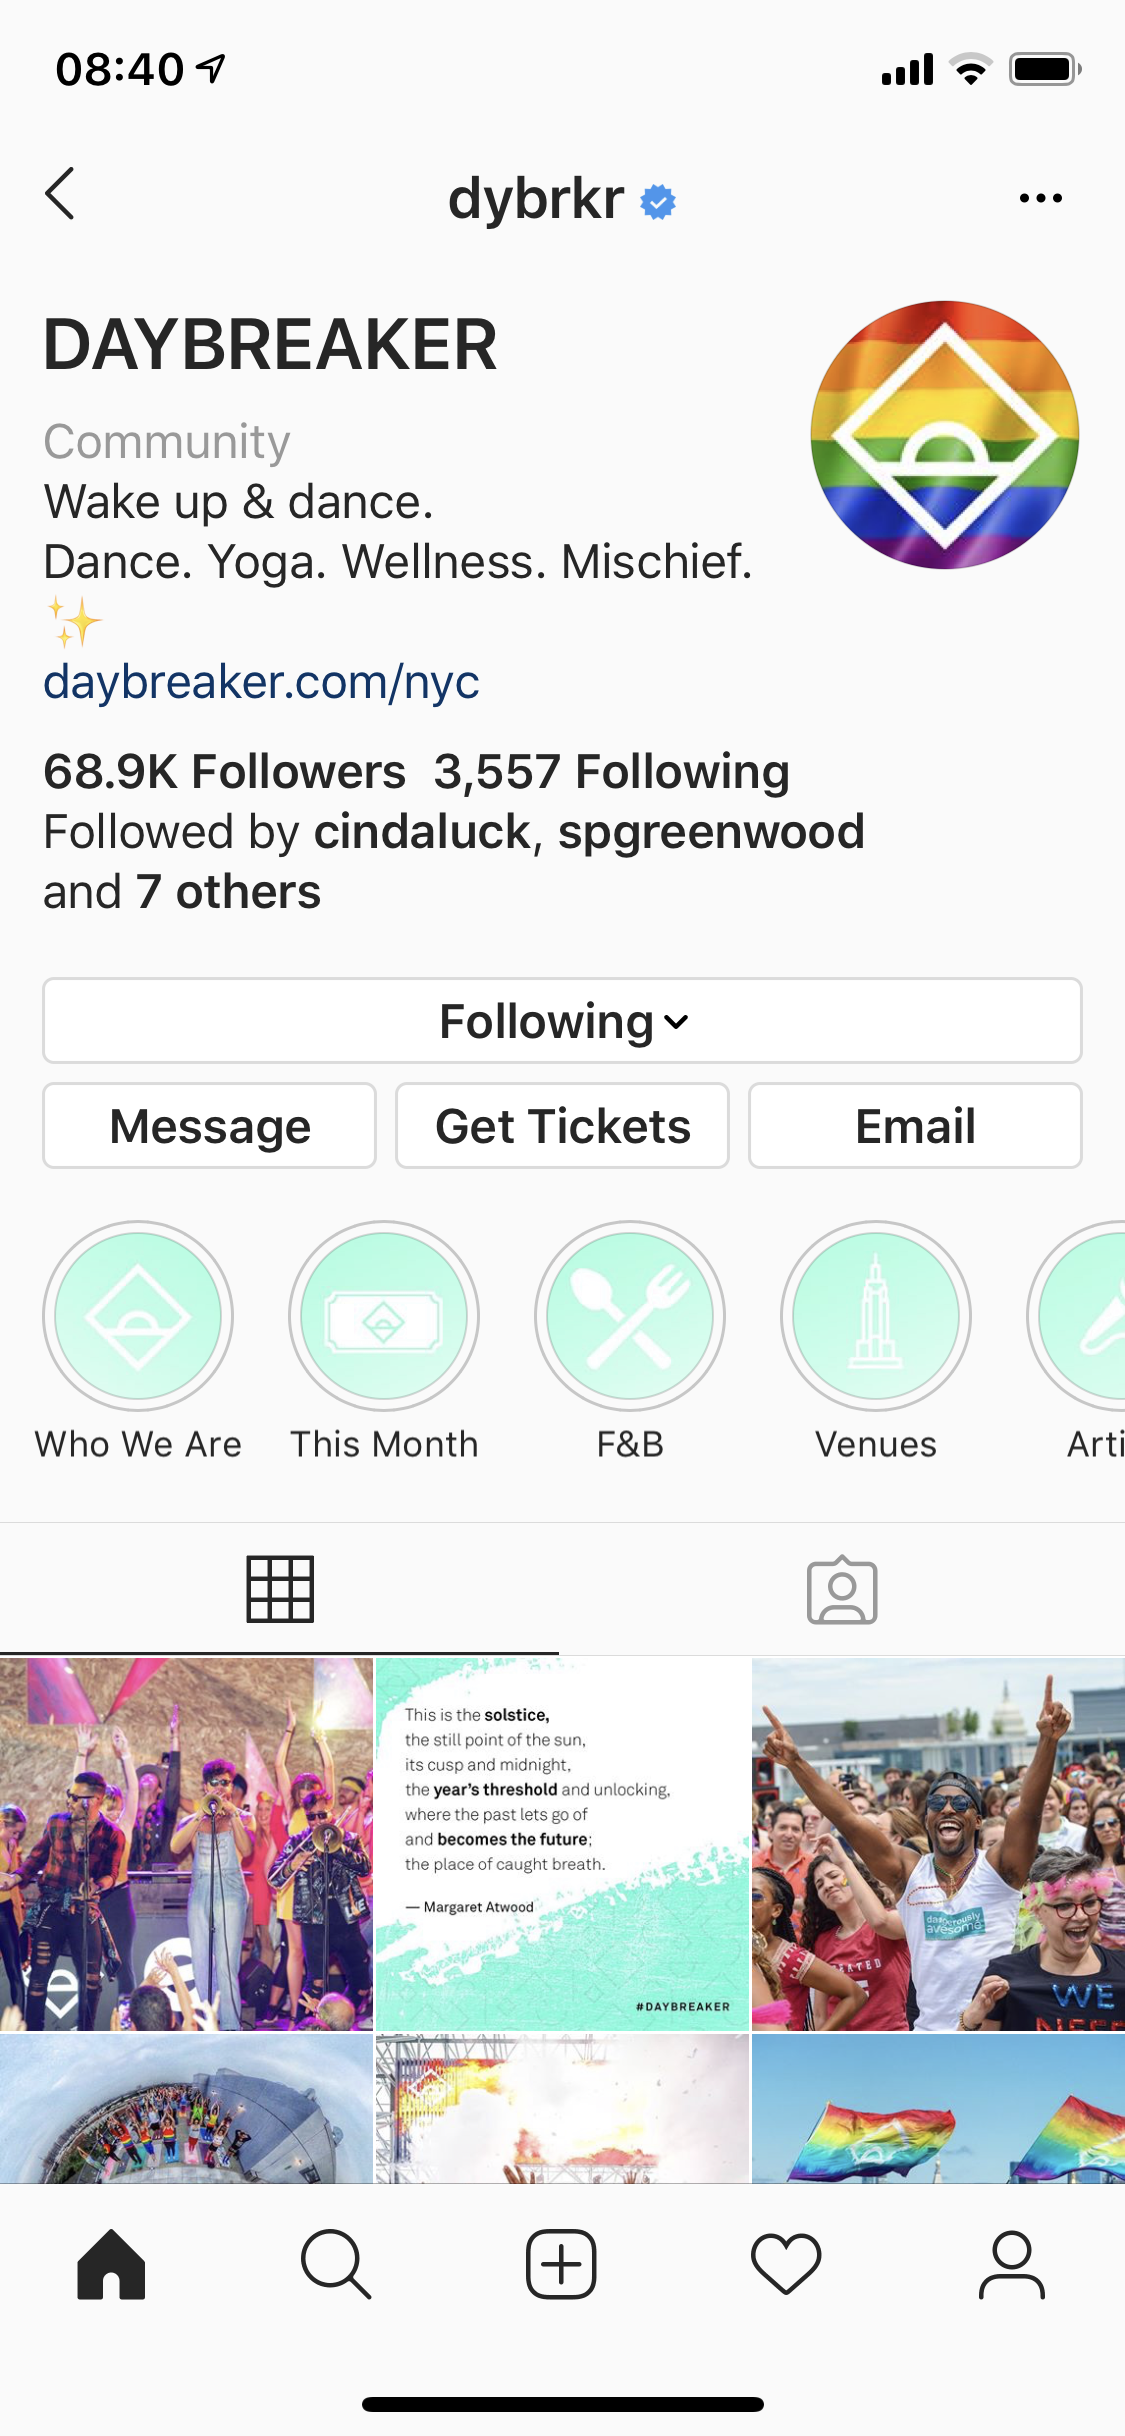 08:40
dybrkr
DAYBREAKER
Community
Wake up & dance.
Dance. Yoga. Wellness. Mischief.
✨
daybreaker.com/nyc
68.9K Followers 3,557 Following
Followed by cindaluck, spgreenwood
and 7 others
Following
Message Get Tickets Email
Who We Are This Month F&B Venues Arti
This is the solstice,
the still point of the sun,
its cusp and midnight,
the year's threshold and unlocking,
where the past lets go of
and becomes the future;
the place of caught breath.
— Margaret Atwood
#DAYBREAKER
dangerously
awesome
WE